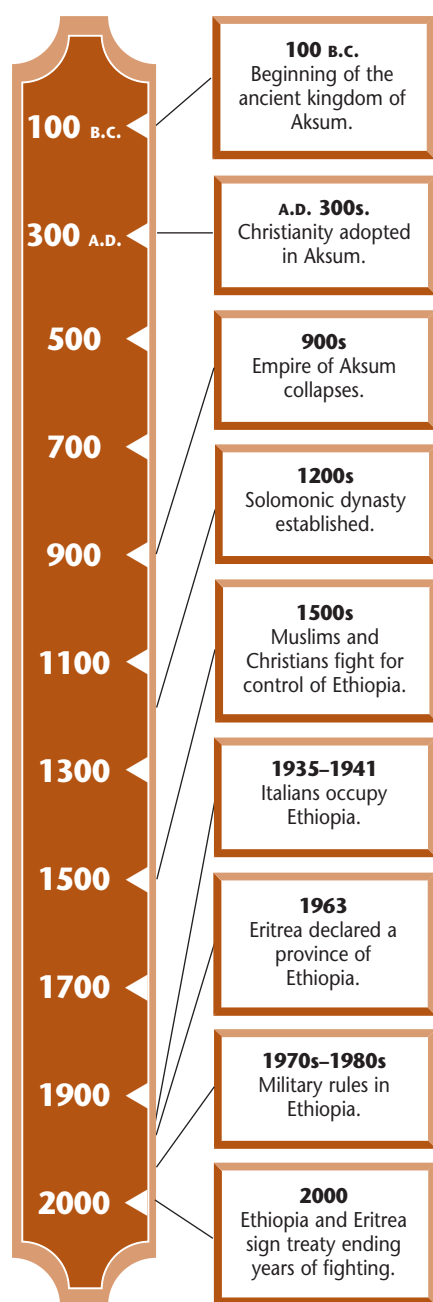 100 B.C.
300 A.D.
500
700
900
1100
1300
1500
1700
1900
2000
100 B.C.
Beginning of the
ancient kingdom of
Aksum.
A.D. 300s.
Christianity adopted
in Aksum.
900s
Empire of Aksum
collapses.
1200s
Solomonic dynasty
established.
1500s
Muslims and
Christians fight for
control of Ethiopia.
1935–1941
Italians occupy
Ethiopia.
1963
Eritrea declared a
province of
Ethiopia.
1970s–1980s
Military rules in
Ethiopia.
2000
Ethiopia and Eritrea
sign treaty ending
years of fighting.